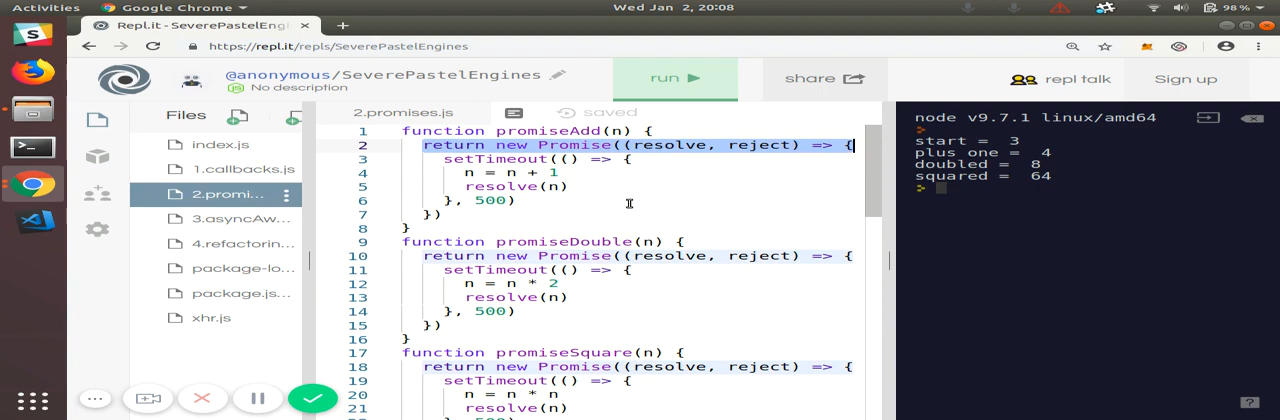 Activities Google Chrome Wed Jan 2, 20:08 98 %
Repl.it - SeverePastelEngi
https://repl.it/repls/SeverePastelEngines
@anonymous/SeverePastelEngines
No description
run
share
repl talk
Sign up
Files
index.js
1.callbacks.js
2.promi...
3.asyncAw...
4.refactorin...
package-lo...
package.js...
xhr.js
2.promises.js
saved
1 function promiseAdd(n) {
2 return new Promise((resolve, reject) => {
3 setTimeout(() => {
4 n = n + 1
5 resolve(n)
6 }, 500)
7 })
8 }
9 function promiseDouble(n) {
10 return new Promise((resolve, reject) => {
11 setTimeout(() => {
12 n = n * 2
13 resolve(n)
14 }, 500)
15 })
16 }
17 function promiseSquare(n) {
18 return new Promise((resolve, reject) => {
19 setTimeout(() => {
20 n = n * n
21 resolve(n)
node v9.7.1 linux/amd64
start = 3
plus one = 4
doubled = 8
squared = 64